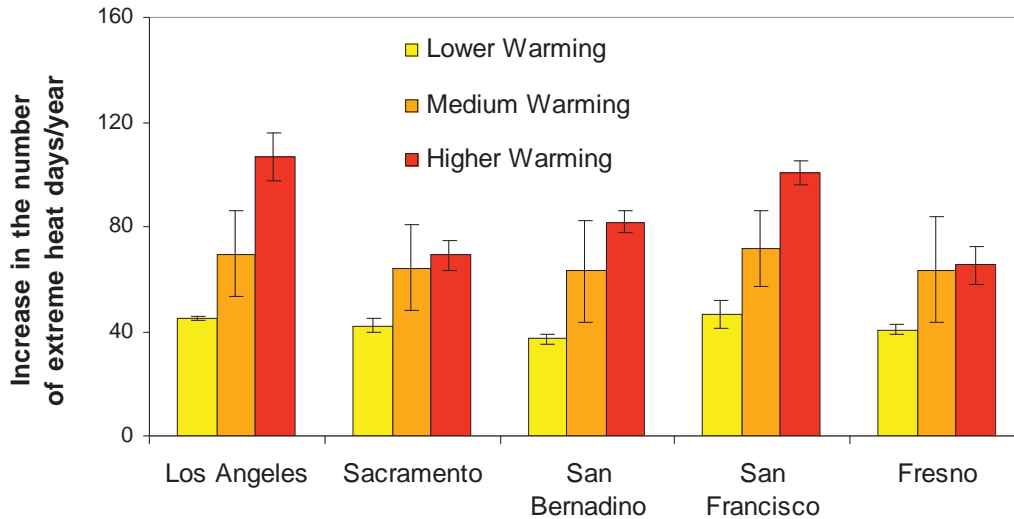 160
120
80
40
0
Increase in the number
of extreme heat days/year
Lower Warming
Medium Warming
Higher Warming
Los Angeles
Sacramento
San
Bernadino
San
Francisco
Fresno